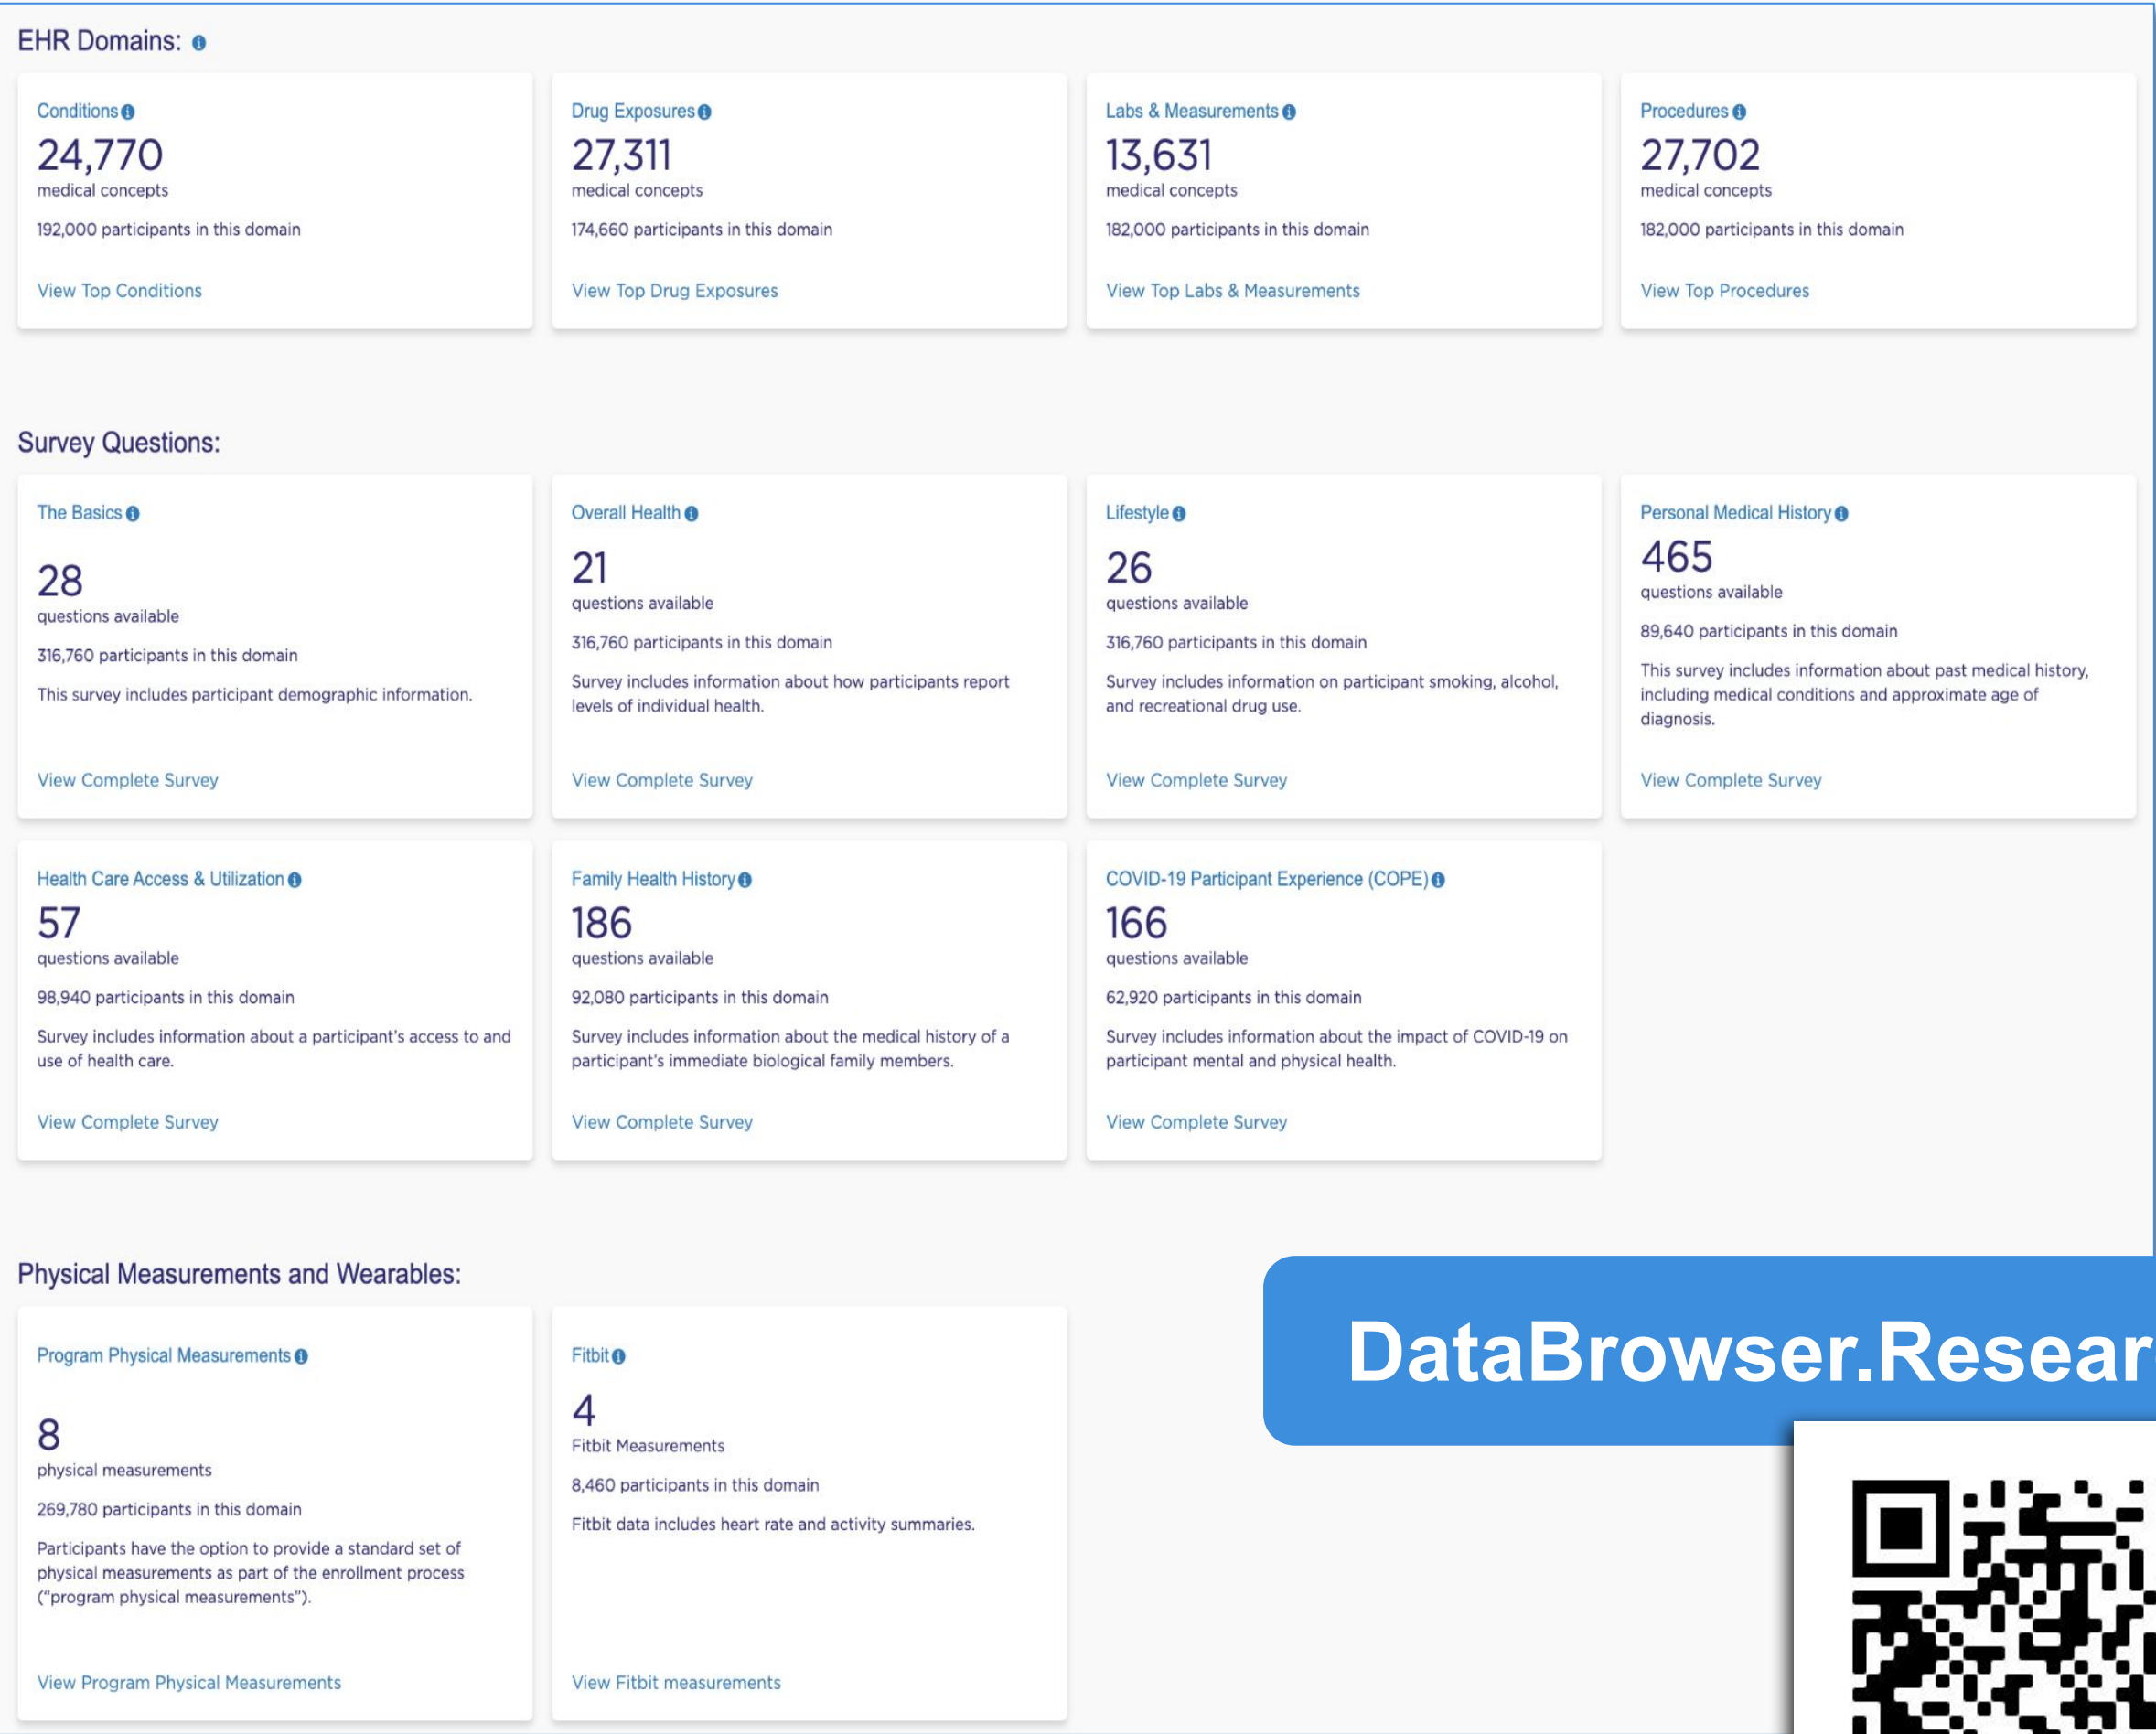 EHR Domains:
Conditions
24,770
medical concepts
192,000 participants in this domain
View Top Conditions
Drug Exposures
27,311
medical concepts
174,660 participants in this domain
View Top Drug Exposures
Labs & Measurements
13,631
medical concepts
182,000 participants in this domain
View Top Labs & Measurements
Procedures
27,702
medical concepts
182,000 participants in this domain
View Top Procedures
Survey Questions:
The Basics
28
questions available
316,760 participants in this domain
This survey includes participant demographic information.
View Complete Survey
Overall Health
21
questions available
316,760 participants in this domain
Survey includes information about how participants report
levels of individual health.
View Complete Survey
Lifestyle
26
questions available
316,760 participants in this domain
Survey includes information on participant smoking, alcohol,
and recreational drug use.
View Complete Survey
Personal Medical History
465
questions available
89,640 participants in this domain
This survey includes information about past medical history,
including medical conditions and approximate age of
diagnosis.
View Complete Survey
Health Care Access & Utilization
57
questions available
98,940 participants in this domain
Survey includes information about a participant's access to and
use of health care.
View Complete Survey
Family Health History
186
questions available
92,080 participants in this domain
Survey includes information about the medical history of a
participant's immediate biological family members.
View Complete Survey
COVID-19 Participant Experience (COPE)
166
questions available
62,920 participants in this domain
Survey includes information about the impact of COVID-19 on
participant mental and physical health.
View Complete Survey
Physical Measurements and Wearables:
Program Physical Measurements
8
physical measurements
269,780 participants in this domain
Participants have the option to provide a standard set of
physical measurements as part of the enrollment process
("program physical measurements").
View Program Physical Measurements
Fitbit
4
Fitbit Measurements
8,460 participants in this domain
Fitbit data includes heart rate and activity summaries.
View Fitbit measurements
DataBrowser.Resear